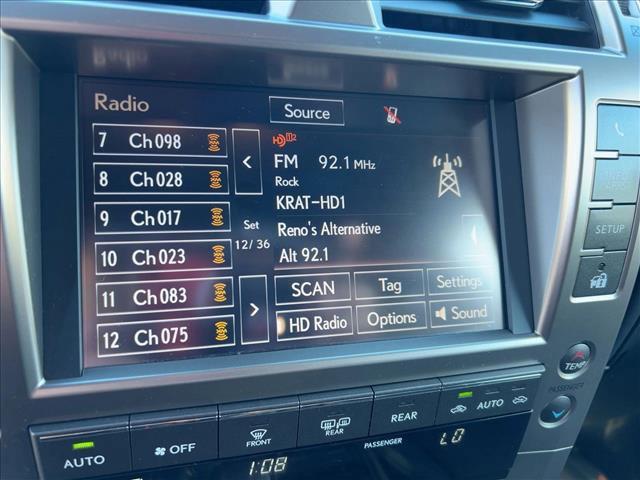 Radio
Source
7 Ch098
8 Ch028
9 Ch017
10 Ch023
11 Ch083
12 Ch075
Set
12/36
HD
FM 92.1 MHz
Rock
KRAT-HD1
Reno's Alternative
Alt 92.1
SCAN
Tag
Settings
HD Radio
Options
Sound
SETUP
AUTO
OFF
FRONT
REAR
PASSENGER
REAR
AUTO
TEMP
PASSENGER
1:08
LO